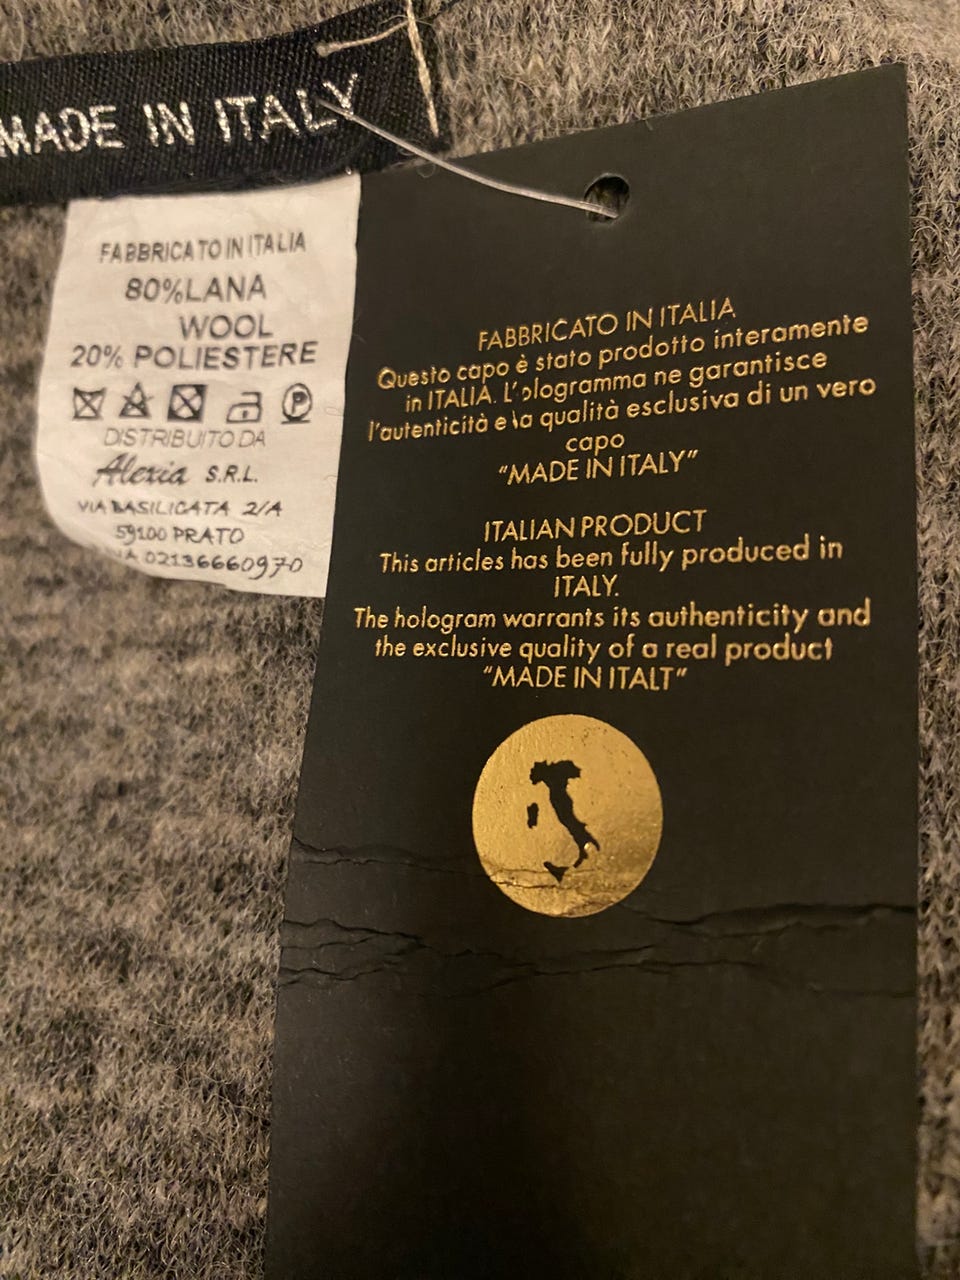 MADE IN ITALY
FABBRICATO IN ITALIA
80%LANA
WOOL
20% POLIESTERE
P
DISTRIBUITO DA
Alexia S.R.L.
VIA BASILICATA 2/A
59100 PRATO
02136660970
FABBRICATO IN ITALIA
Questo capo è stato prodotto interamente
in ITALIA. L'ologramma ne garantisce
l'autenticità e la qualità esclusiva di un vero
capo
"MADE IN ITALY"
ITALIAN PRODUCT
This articles has been fully produced in
ITALY.
The hologram warrants its authenticity and
the exclusive quality of a real product
"MADE IN ITALT"